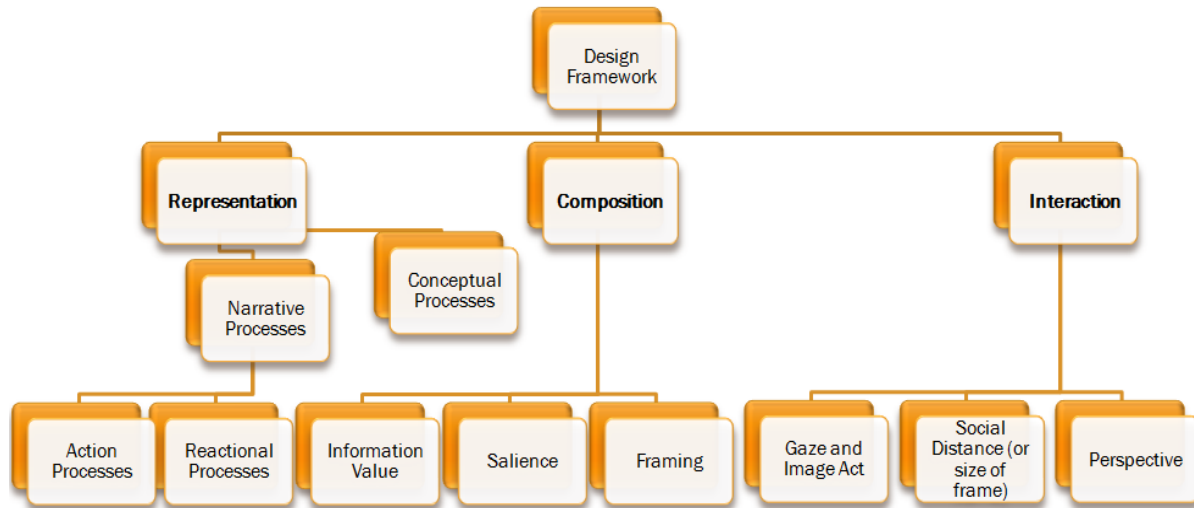 Design
Framework
Representation
Composition
Interaction
Conceptual
Processes
Narrative
Processes
Action
Processes
Reactional
Processes
Information
Value
Salience
Framing
Gaze and
Image Act
Social
Distance (or
size of
frame)
Perspective